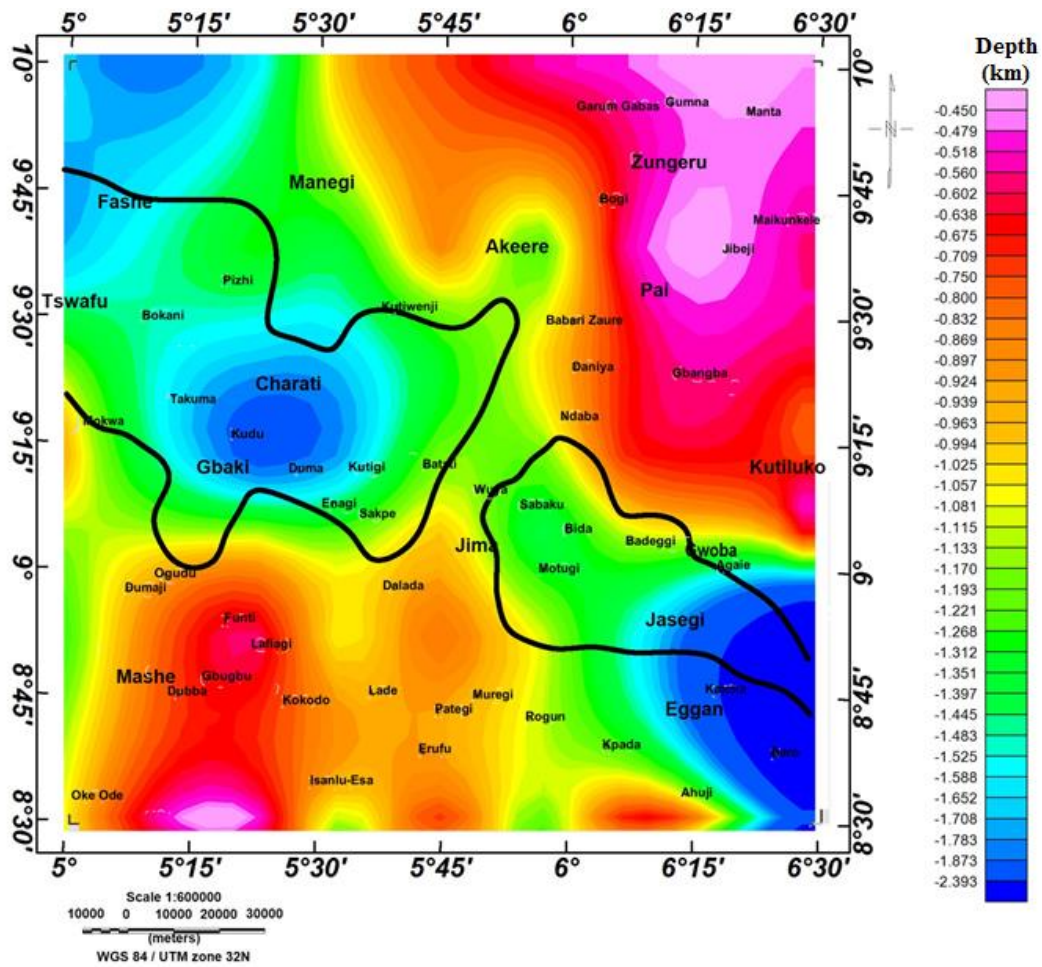 5° 5°15' 5°30' 5°45' 6° 6°15' 6°30'
Depth
(km)
10° 10°
Garum Gabas Gumna
Manta
Zungeru
Manegi
9°45' 9°45'
Fashe Bogi
Maikunkele
Akeere Jibeji
Pizhi
Pai
Tswafu
9°30' 9°30'
Bokani Kutiwenji
Babari Zaure
Daniya
Gbangba
Charati
Takuma
Ndaba
Mokwa
Kudu
9°15' 9°15'
Gbaki Duma Kutigi Batati Kutiluko
Wuya
Enagi Sabaku
Sakpe
Bida
Jima Badeggi
Gwoba
9° 9°
Ogudu Motugi Agaie
Dumaji Dalada
Funti Jasegi
Lafiagi
Mashe Gbugbu
Dubba Kokodo Lade Muregi
8°45' 8°45'
Pategi Rogun Eggan
Erufu Kpada
Isanlu-Esa
Oke Ode Ahuji
8°30' 8°30'
5° 5°15' 5°30' 5°45' 6° 6°15' 6°30'
-0.450
-0.479
-0.518
-0.560
-0.602
-0.638
-0.675
-0.709
-0.750
-0.800
-0.832
-0.869
-0.897
-0.924
-0.939
-0.963
-0.994
-1.025
-1.057
-1.081
-1.115
-1.133
-1.170
-1.191
-1.221
-1.268
-1.312
-1.351
-1.397
-1.445
-1.483
-1.525
-1.588
-1.652
-1.708
-1.783
-1.873
-2.393
Scale 1:600000
10000 0 10000 20000 30000
(meters)
WGS 84 / UTM zone 32N